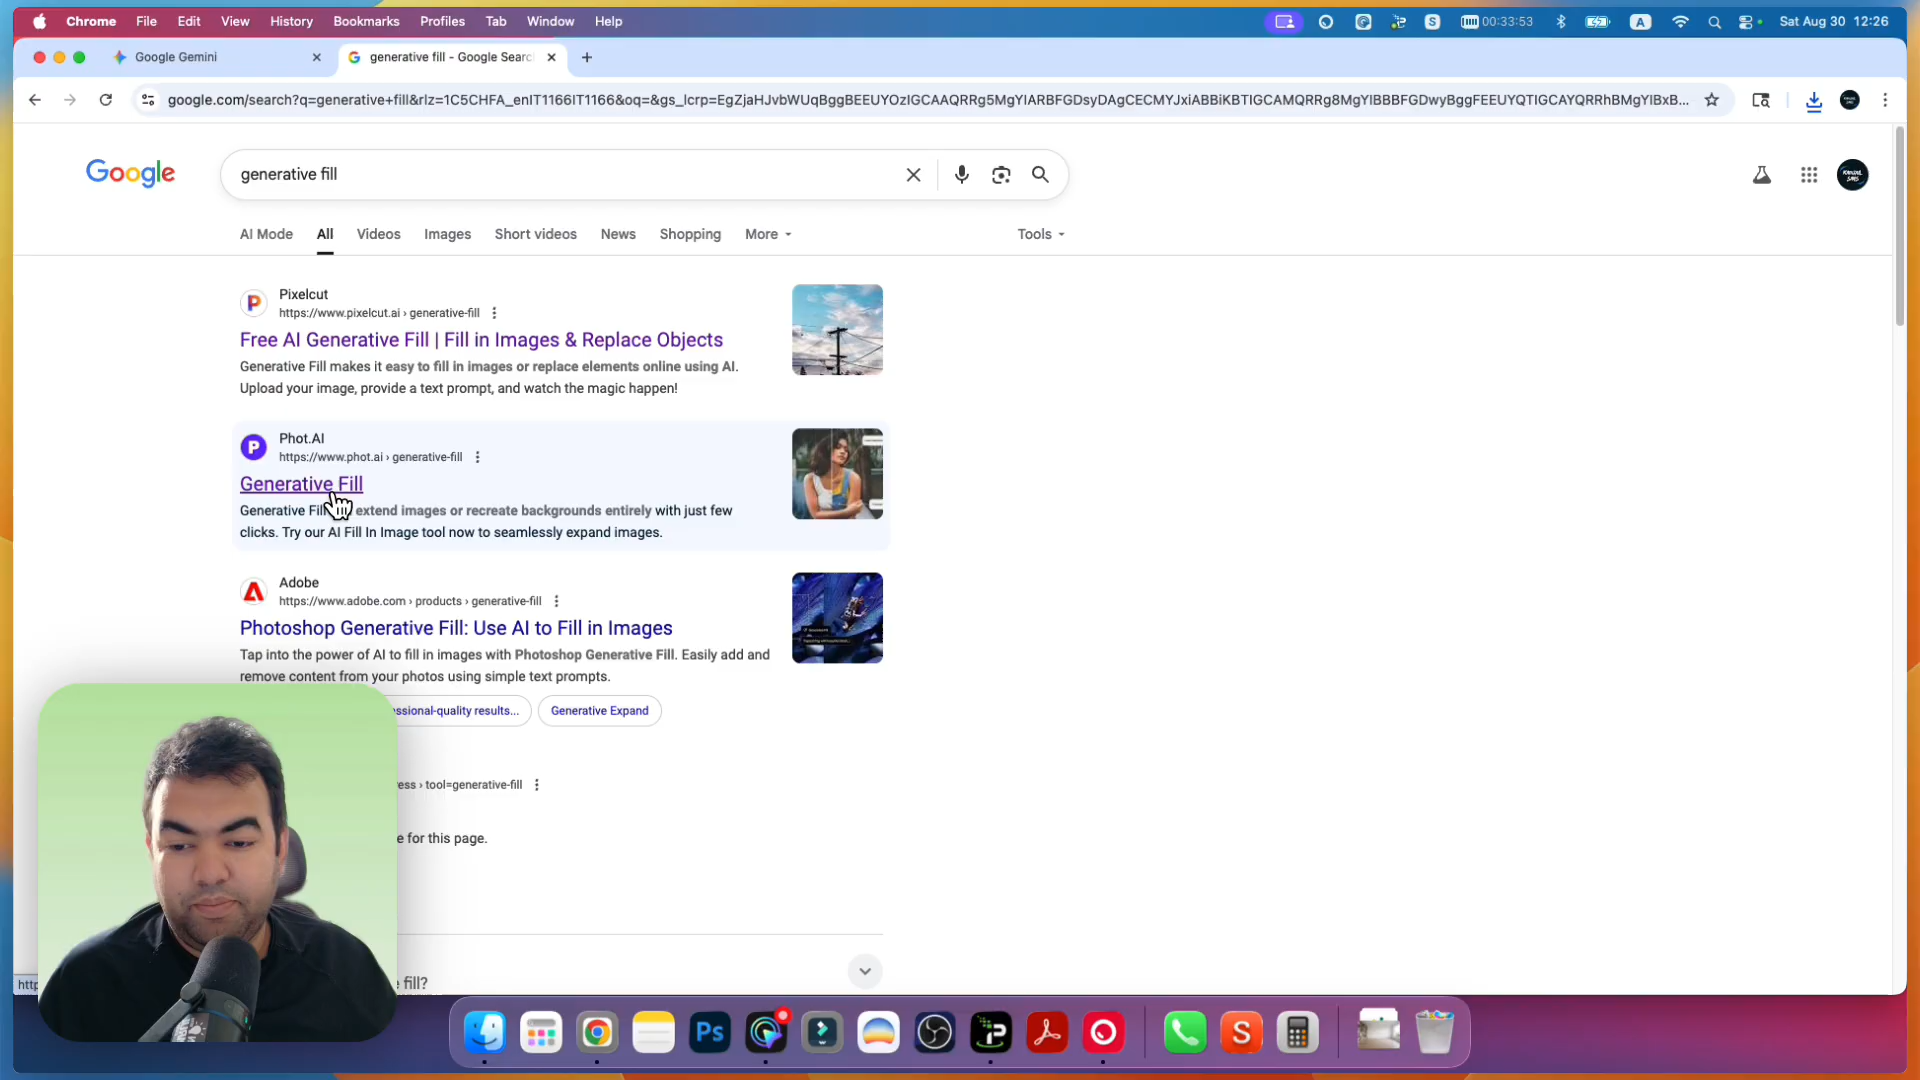 Chrome File Edit View History Bookmarks Profiles Tab Window Help
00:33:53 A Sat Aug 30 12:26
Google Gemini
generative fill - Google Searc
google.com/search?q=generative+fill&rlz=1C5CHFA_enIT1166IT1166&oq=&gs_lcrp=
Google
generative fill
AI Mode All Videos Images Short videos News Shopping More Tools
Pixelcut
https://www.pixelcut.ai › generative-fill
Free AI Generative Fill | Fill in Images & Replace Objects
Generative Fill makes it easy to fill in images or replace elements online using AI.
Upload your image, provide a text prompt, and watch the magic happen!
Phot.AI
https://www.phot.ai › generative-fill
Generative Fill
Generative Fill extend images or recreate backgrounds entirely with just few
clicks. Try our AI Fill In Image tool now to seamlessly expand images.
Adobe
https://www.adobe.com › products › generative-fill
Photoshop Generative Fill: Use AI to Fill in Images
Tap into the power of AI to fill in images with Photoshop Generative Fill. Easily add and
remove content from your photos using simple text prompts.
ssional-quality results... Generative Expand
ess › tool=generative-fill
e for this page.
e fill?
http
Ps